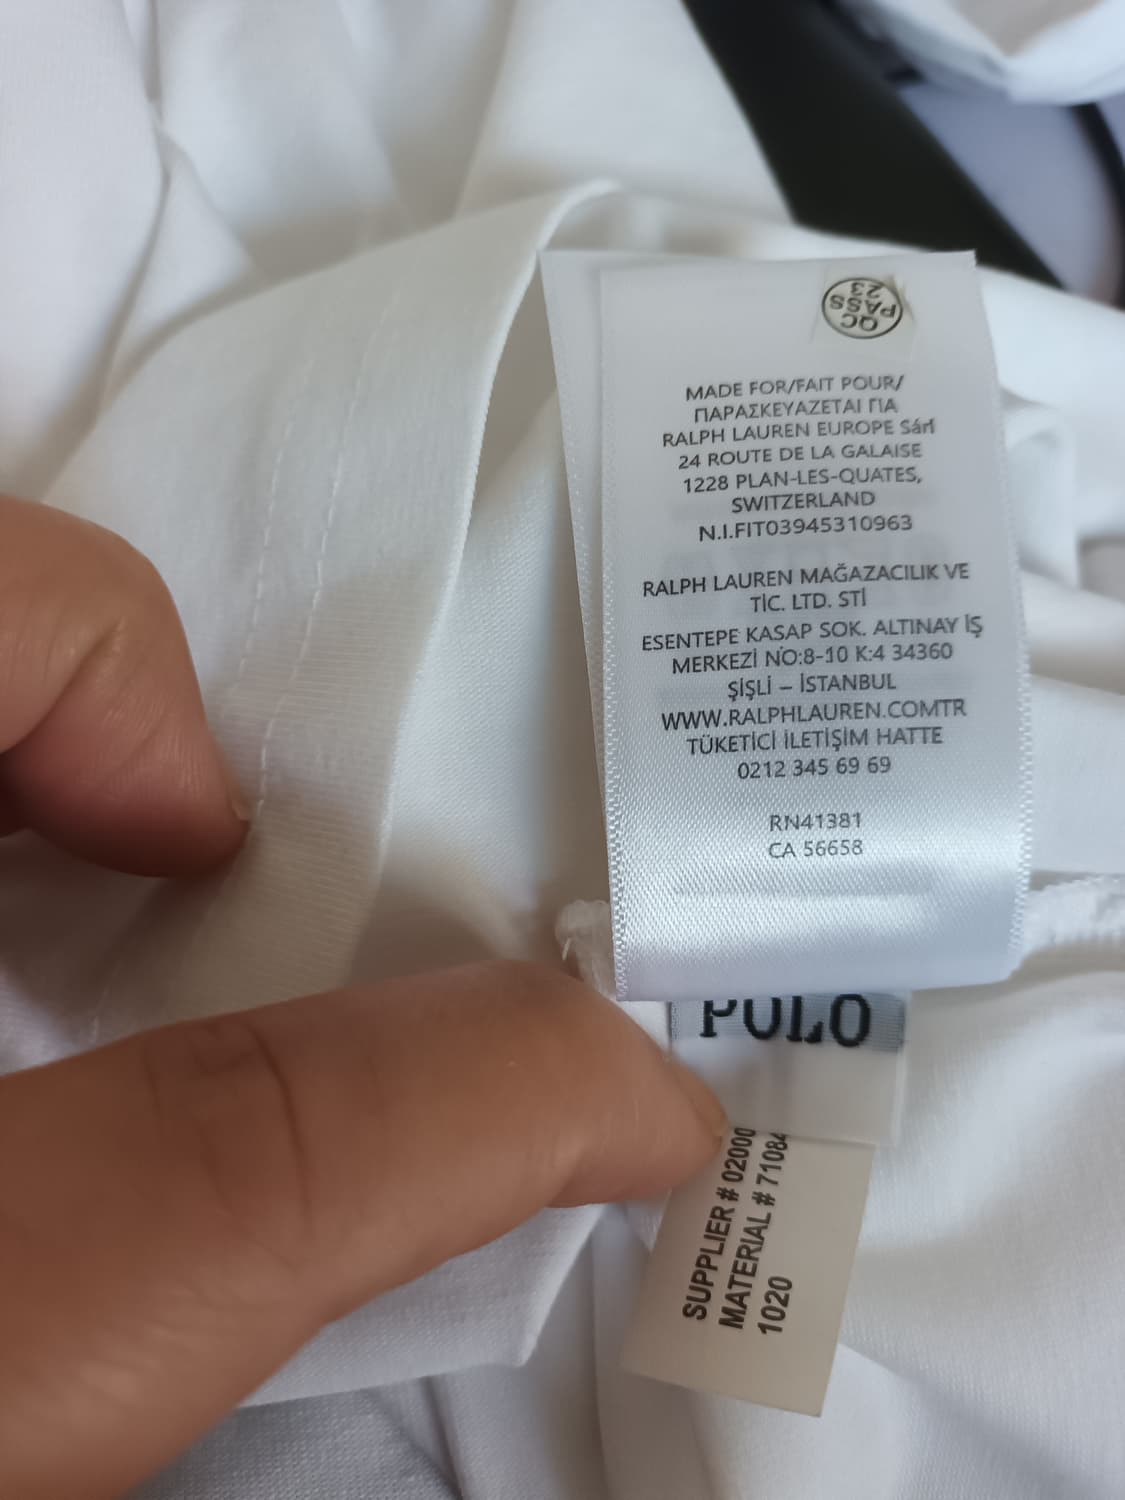 QC
PASS
23
MADE FOR/FAIT POUR/
ΠΑΡΑΣΚΕΥΑΖΕΤΑΙ ΓΙΑ
RALPH LAUREN EUROPE Sárl
24 ROUTE DE LA GALAISE
1228 PLAN-LES-QUATES,
SWITZERLAND
N.I.FIT03945310963
RALPH LAUREN MAĞAZACILIK VE
TİC. LTD. STİ
ESENTEPE KASAP SOK. ALTINAY İŞ
MERKEZİ NO:8-10 K:4 34360
ŞİŞLİ – İSTANBUL
WWW.RALPHLAUREN.COMTR
TÜKETİCİ İLETİŞİM HATTE
0212 345 69 69
RN41381
CA 56658
POLO
SUPPLIER # 02000
MATERIAL # 71084
1020